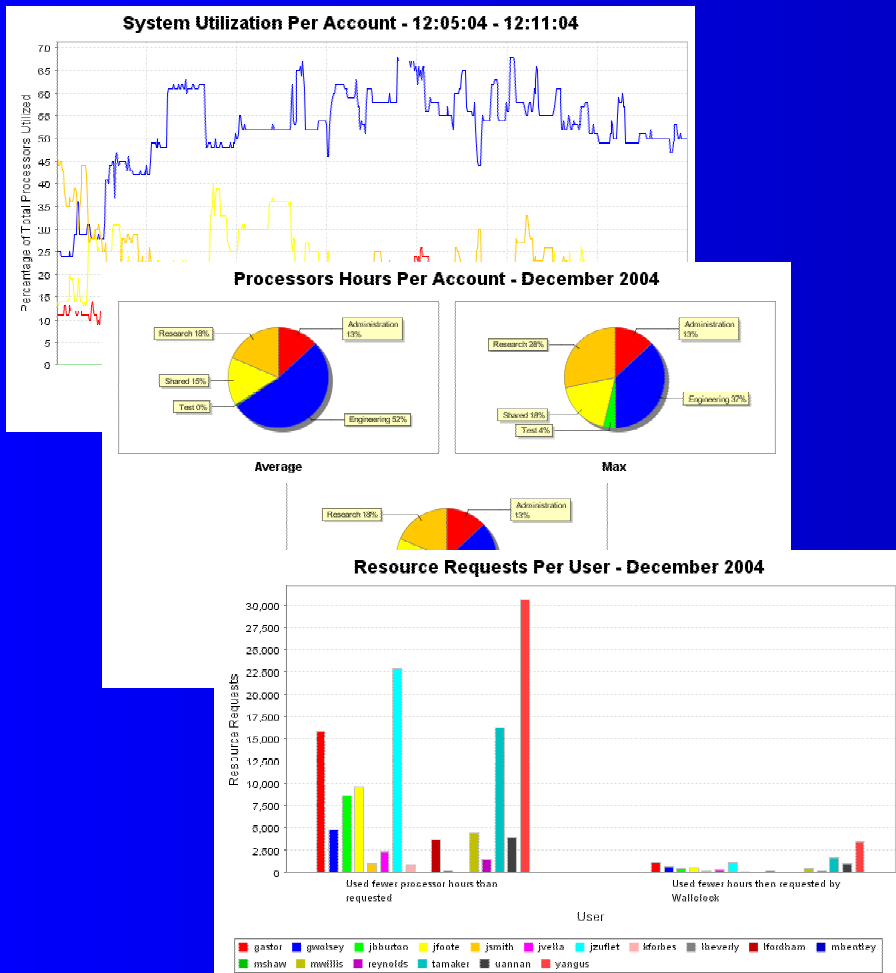 System Utilization Per Account - 12:05:04 - 12:11:04
Percentage of Total Processors Utilized
70
65
60
55
50
45
40
35
30
25
20
15
10
5
0
Processors Hours Per Account - December 2004
Research 18%
Administration
13%
Shared 15%
Test 0%
Engineering 52%
Average
Research 28%
Administration
13%
Engineering 37%
Shared 18%
Test 4%
Max
Research 18%
Administration
13%
Resource Requests Per User - December 2004
Resource Requests
30,000
27,500
25,000
22,500
20,000
17,500
15,000
12,500
10,000
7,500
5,000
2,500
0
Used fewer processor hours than
requested
Used fewer hours then requested by
Wallclock
User
gastor gwolsey jbburton jfoote jsmith jvella jzuflet kforbes lbeverly lfordham mbentley
mshaw mwillis reynolds tamaker uannan yangus